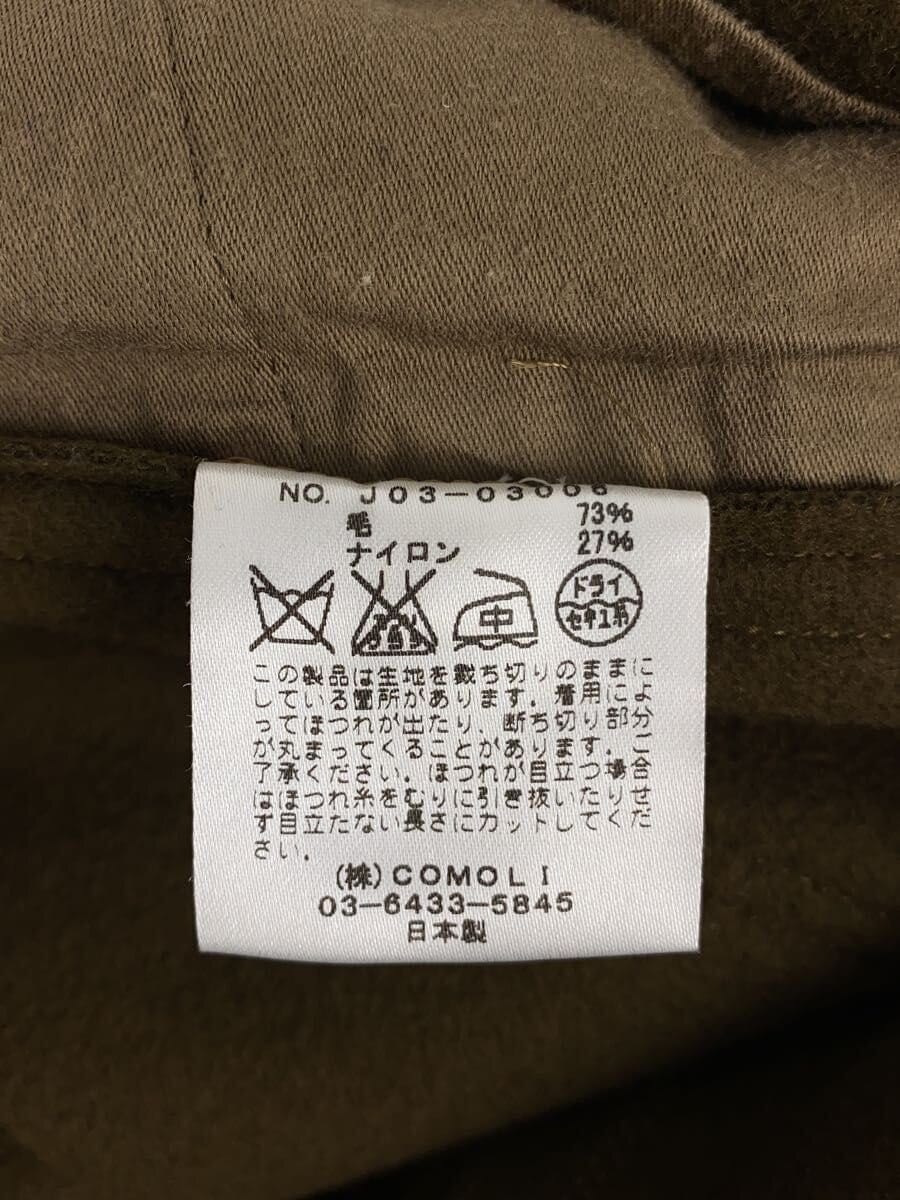 NO. J03-03006
毛 73%
ナイロン 27%
中
ドライ
セキユ系
この製品は生地を裁ち切りのままに
している箇所があります.着用によ
ってほつれが出たり、断ち切り部分
が丸まってくることがあります.ご
了承ください.ほつれが目立つ場合
はほつれた糸をむりに引き抜いたりせ
ず目立たない長さにカットしてくだ
さい.
(株)COMOLI
03-6433-5845
日本製